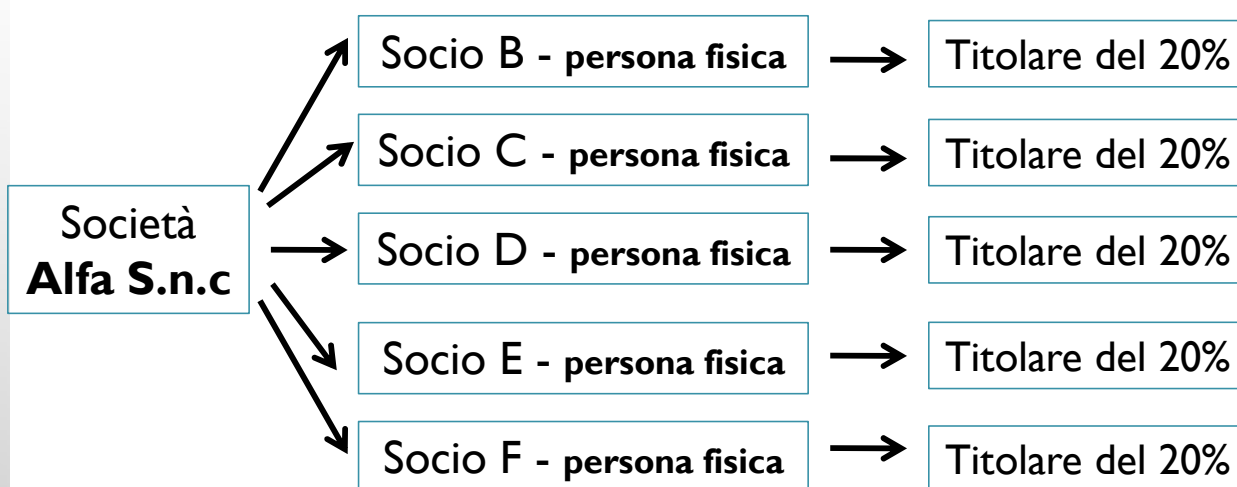 Socio B - persona fisica
Titolare del 20%
Socio C - persona fisica
Titolare del 20%
Società
Alfa S.n.c
Socio D - persona fisica
Titolare del 20%
Socio E - persona fisica
Titolare del 20%
Socio F - persona fisica
Titolare del 20%